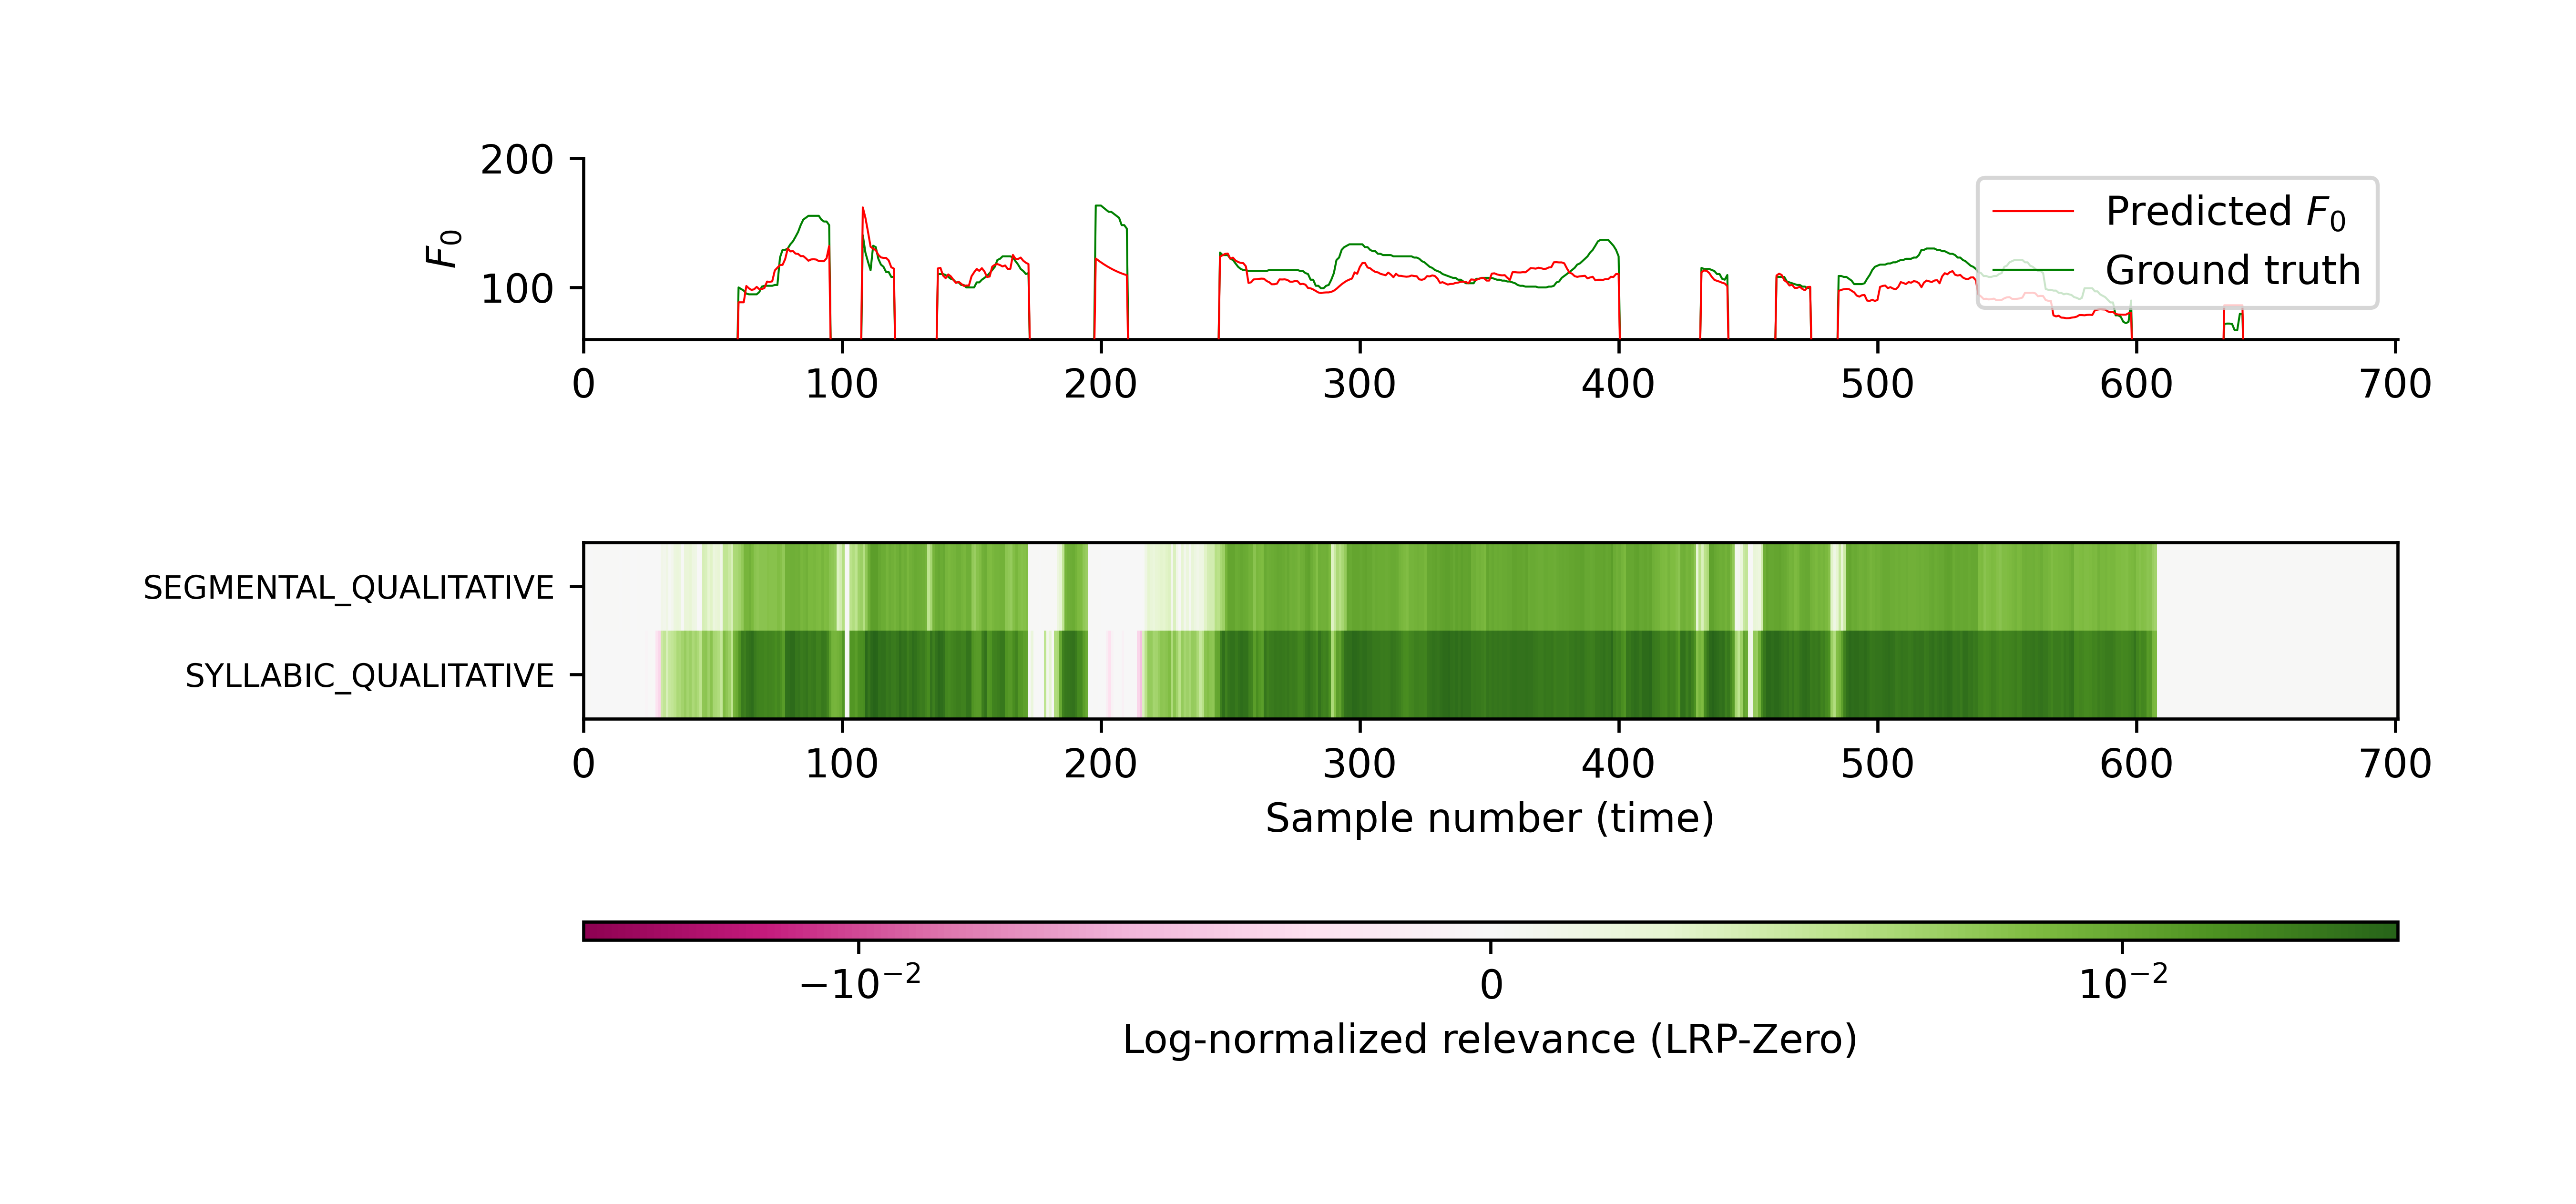 200
F₀
100
Predicted F₀
Ground truth
0 100 200 300 400 500 600 700
SEGMENTAL_QUALITATIVE
SYLLABIC_QUALITATIVE
0 100 200 300 400 500 600 700
Sample number (time)
−10⁻² 0 10⁻²
Log-normalized relevance (LRP-Zero)